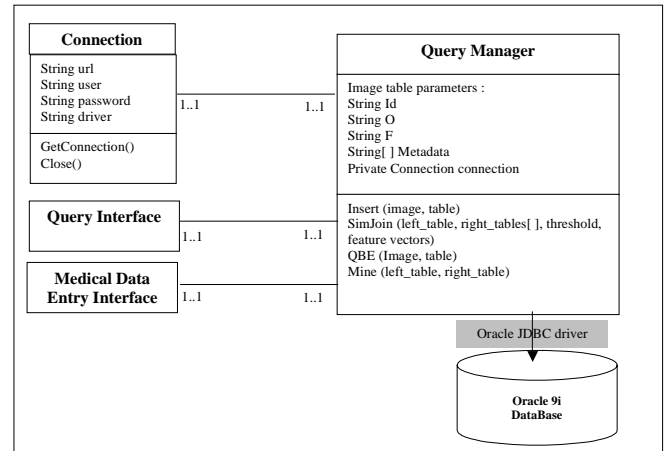 Connection
String url
String user
String password
String driver
GetConnection()
Close()
1..1
1..1
Query Manager
Image table parameters :
String Id
String O
String F
String[ ] Metadata
Private Connection connection
Insert (image, table)
SimJoin (left_table, right_tables[ ], threshold,
feature vectors)
QBE (Image, table)
Mine (left_table, right_table)
Query Interface
1..1
1..1
Medical Data
Entry Interface
1..1
1..1
Oracle JDBC driver
Oracle 9i
DataBase